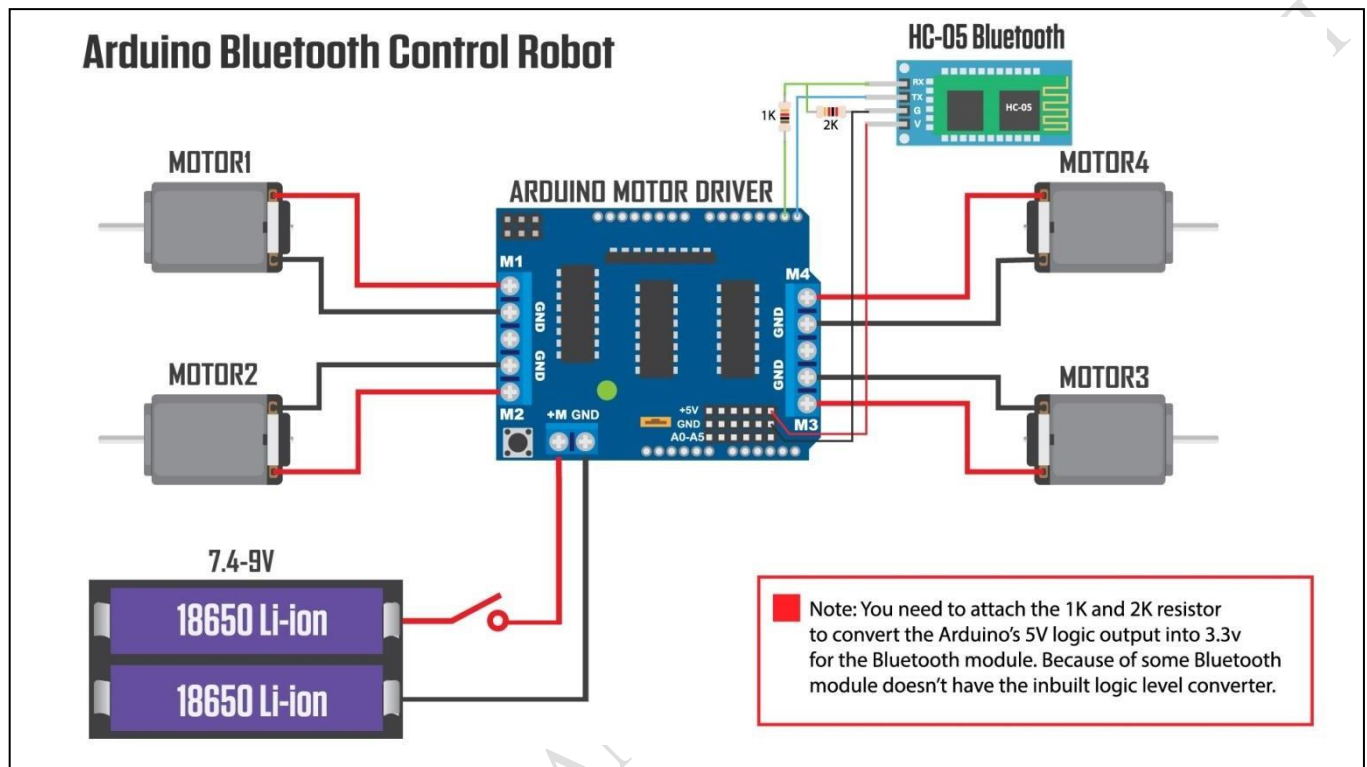 Arduino Bluetooth Control Robot
HC-05 Bluetooth
RX
TX
G
V
HC-05
1K
2K
MOTOR1
MOTOR4
ARDUINO MOTOR DRIVER
M1
GND
GND
M2
M4
GND
GND
M3
MOTOR2
MOTOR3
+M GND
+5V
GND
A0-A5
7.4-9V
18650 Li-ion
18650 Li-ion
Note: You need to attach the 1K and 2K resistor
to convert the Arduino's 5V logic output into 3.3v
for the Bluetooth module. Because of some Bluetooth
module doesn't have the inbuilt logic level converter.